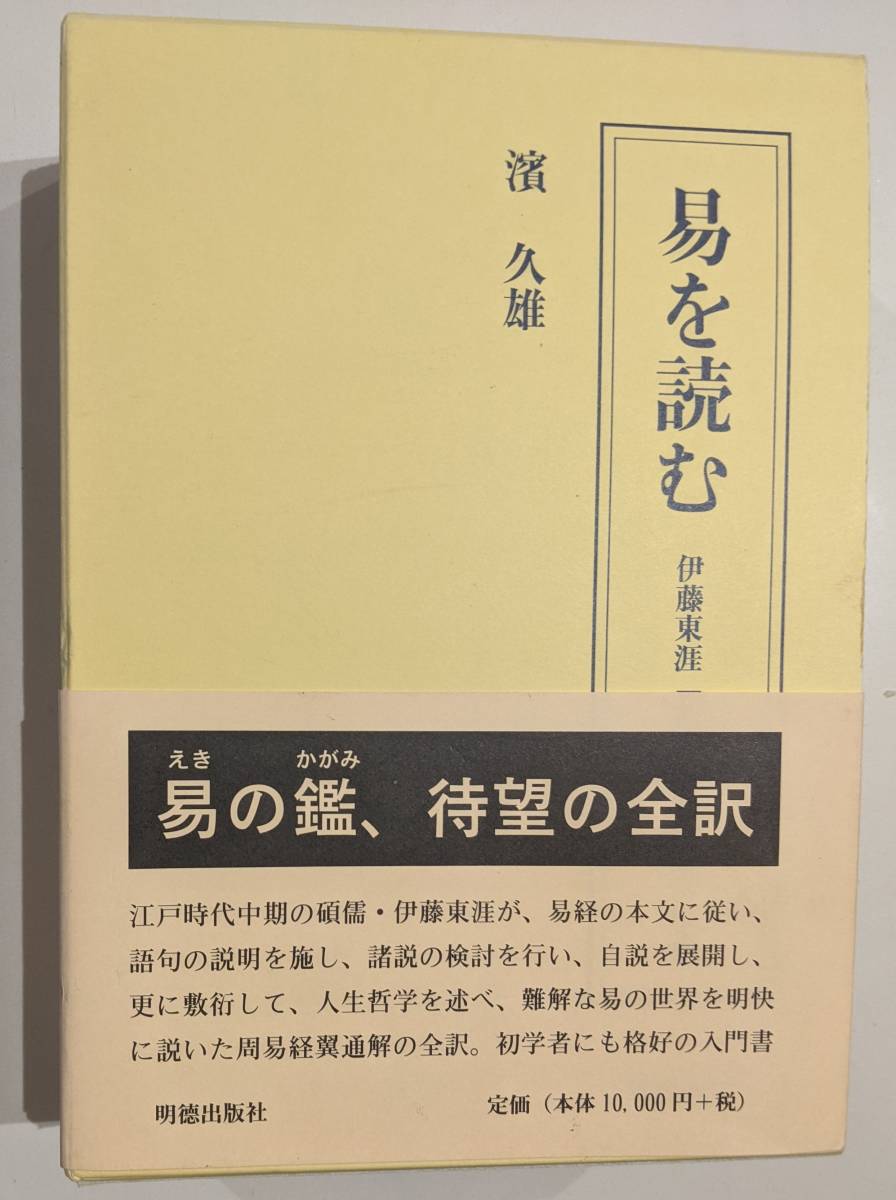 易を読む 伊藤東涯
濱 久雄
えき かがみ
易の鑑、待望の全訳
江戸時代中期の碩儒・伊藤東涯が、易経の本文に従い、
語句の説明を施し、諸説の検討を行い、自説を展開し、
更に敷衍して、人生哲学を述べ、難解な易の世界を明快
に説いた周易経翼通解の全訳。初学者にも格好の入門書
明德出版社
定価（本体10,000円＋税）